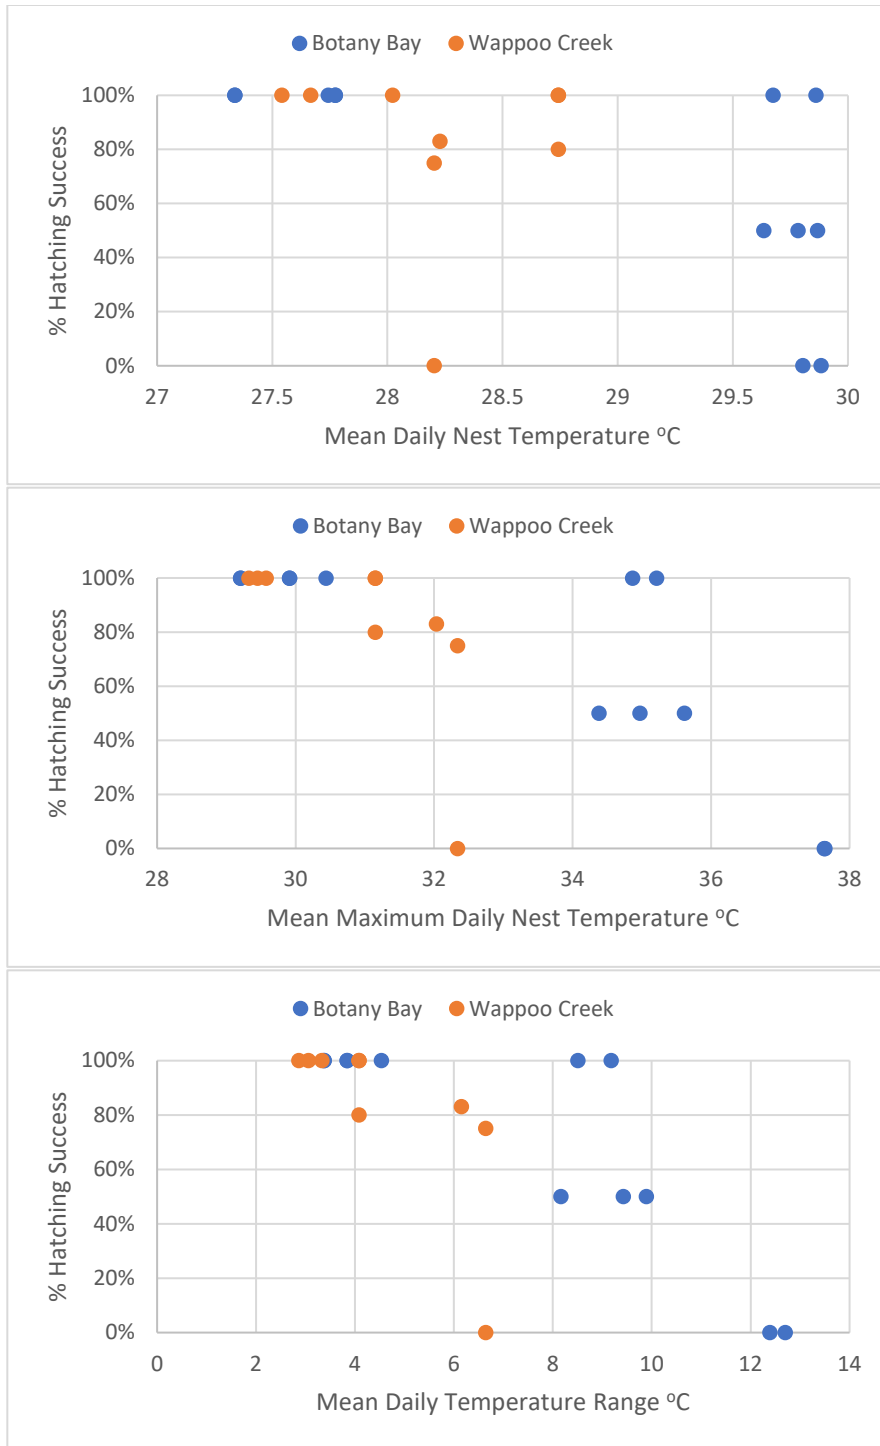 Botany Bay Wappoo Creek
100%
80%
60%
40%
20%
0%
% Hatching Success
27 27.5 28 28.5 29 29.5 30
Mean Daily Nest Temperature ᵒC
Botany Bay Wappoo Creek
100%
80%
60%
40%
20%
0%
% Hatching Success
28 30 32 34 36 38
Mean Maximum Daily Nest Temperature ᵒC
Botany Bay Wappoo Creek
100%
80%
60%
40%
20%
0%
% Hatching Success
0 2 4 6 8 10 12 14
Mean Daily Temperature Range ᵒC